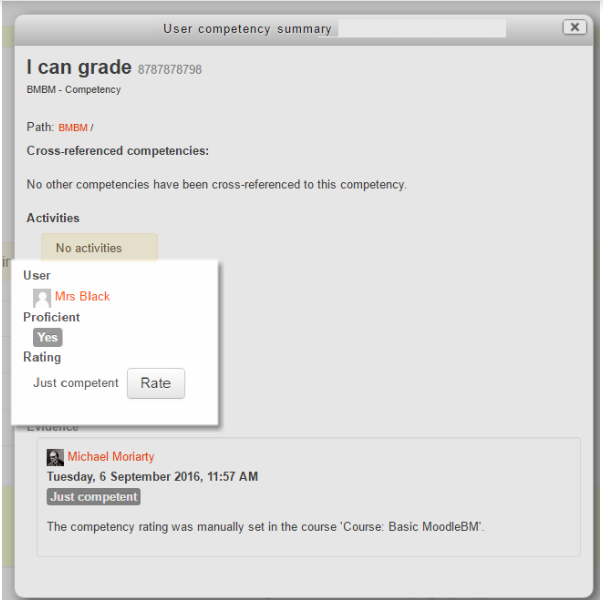 User competency summary
I can grade 8787878798
BMBM - Competency
Path: BMBM /
Cross-referenced competencies:
No other competencies have been cross-referenced to this competency.
Activities
No activities
User
Mrs Black
Proficient
Yes
Rating
Just competent Rate
Evidence
Michael Moriarty
Tuesday, 6 September 2016, 11:57 AM
Just competent
The competency rating was manually set in the course 'Course: Basic MoodleBM'.